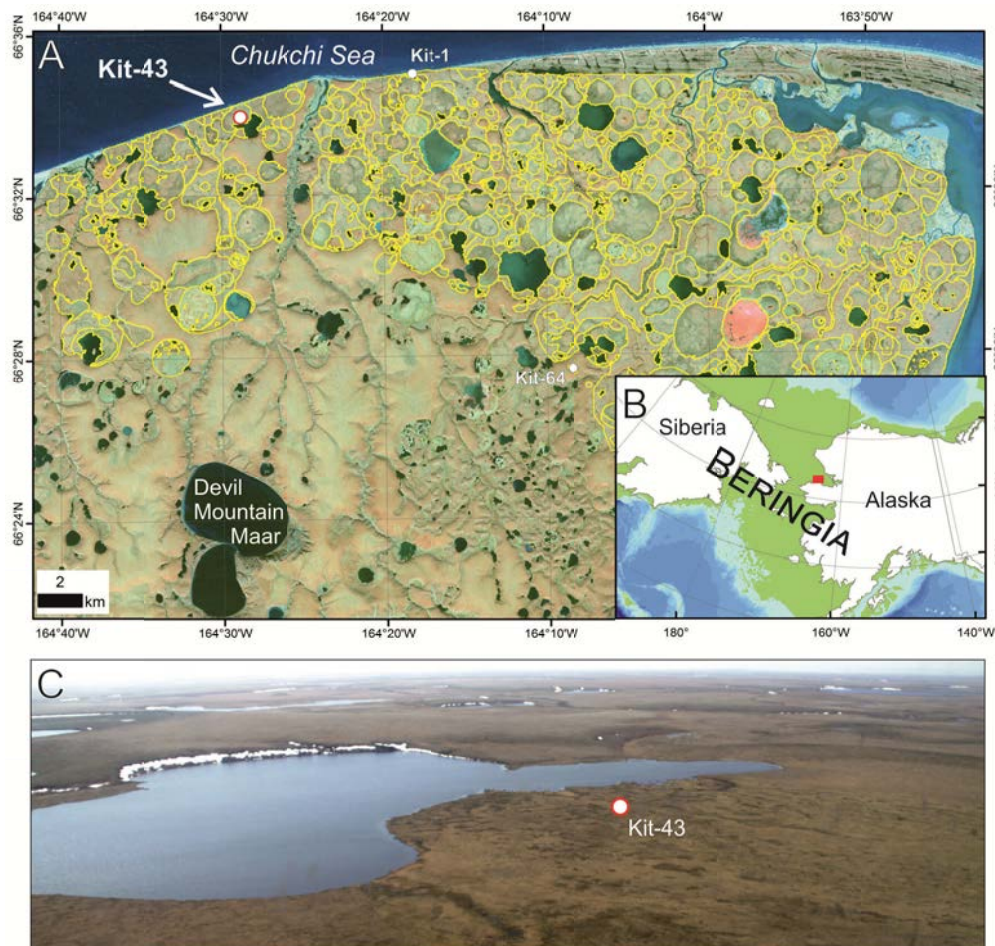 164°40'W
164°30'W
164°20'W
164°10'W
164°W
163°50'W
66°36'N
A
Chukchi Sea
Kit-1
Kit-43
66°32'N
66°28'N
Kit-64
B
Siberia
BERINGIA
Alaska
Devil
Mountain
Maar
66°24'N
2
km
164°40'W
164°30'W
164°20'W
164°10'W
180°
160°W
140°W
C
Kit-43